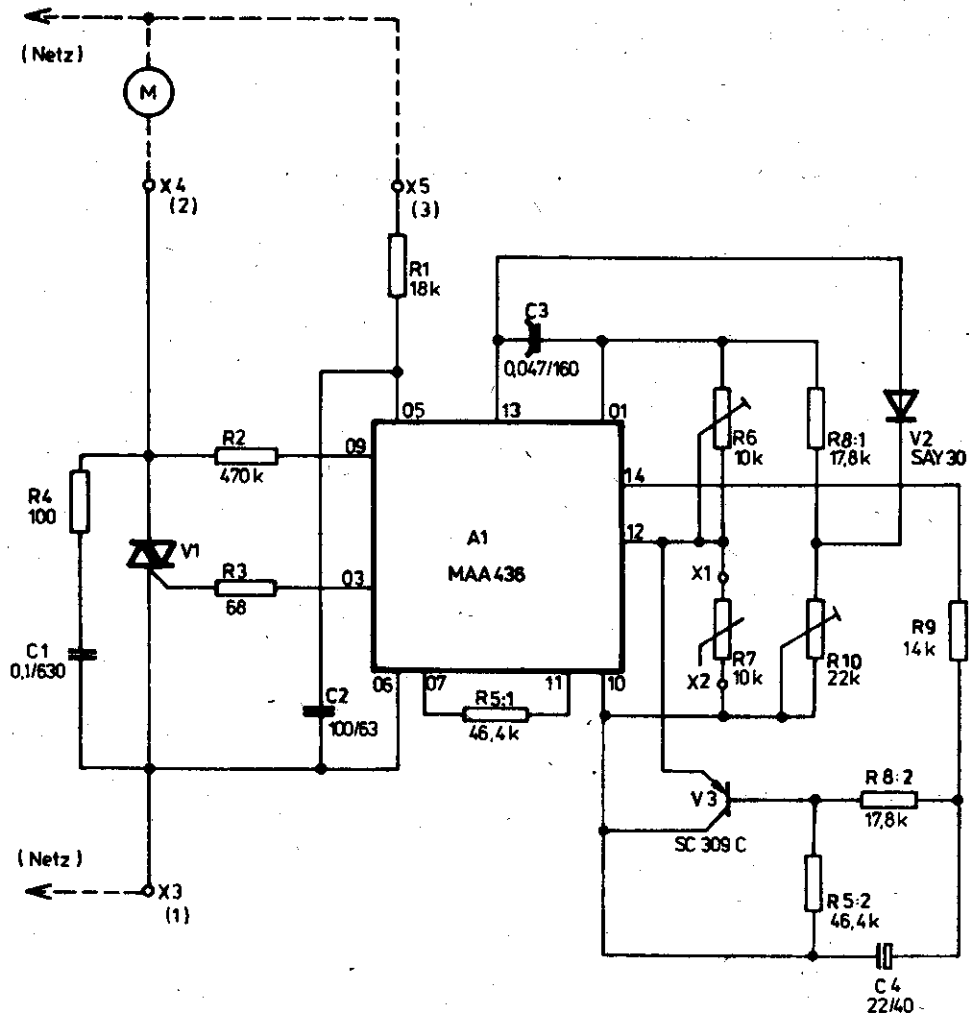 (Netz)
M
X4
(2)
X5
(3)
R1
18k
C3
0,047/160
05
13
01
R6
10k
R8:1
17,8k
V2
SAY 30
R2
470k
09
14
R4
100
A1
MAA 436
12
V1
R3
68
03
X1
R9
14k
C1
0,1/630
R7
10k
R10
22k
X2
06
07
11
10
C2
100/63
R5:1
46,4k
V3
R8:2
17,8k
SC 309 C
(Netz)
X3
(1)
R5:2
46,4k
C4
22/40